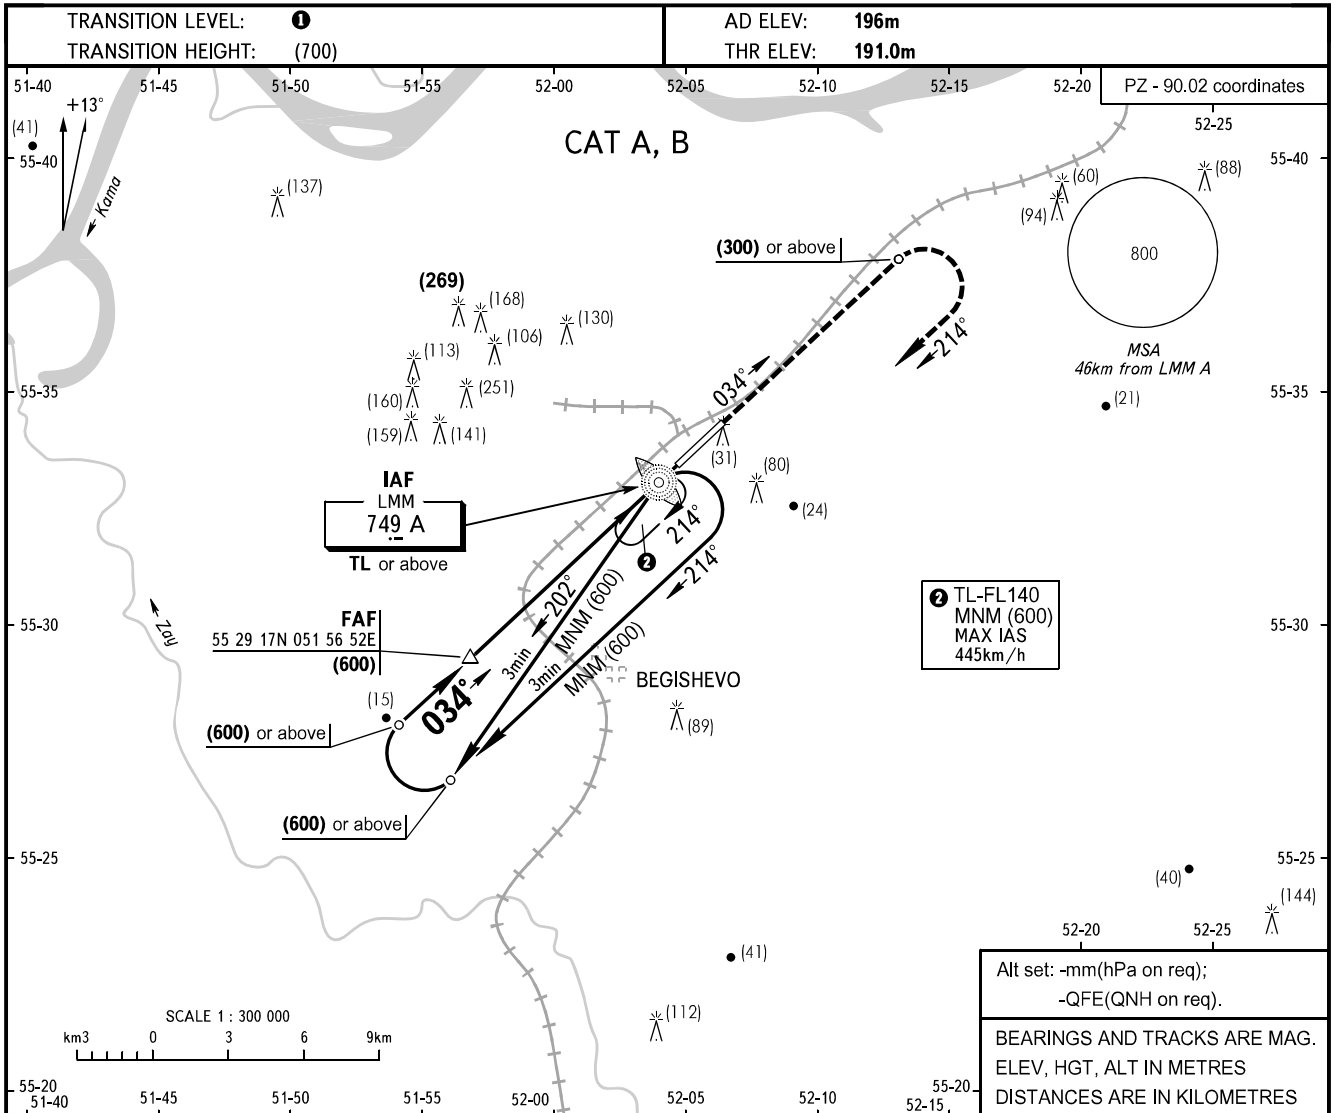 TRANSITION LEVEL: ❶
TRANSITION HEIGHT: (700)
AD ELEV: 196m
THR ELEV: 191.0m
51-40 51-45 51-50 51-55 52-00 52-05 52-10 52-15 52-20
PZ - 90.02 coordinates
52-25
+13°
(41)
55-40
Kama
CAT A, B
(137)
(60)
(94)
(88)
55-40
(300) or above
800
MSA
46km from LMM A
(269)
(168)
(106)
(130)
(113)
(160)
(251)
(159)
(141)
214°
034°
55-35
55-35
(21)
(31)
(80)
(24)
IAF
LMM
749 A
TL or above
214°
❷
214°
202°
MNM (600)
3min
MNM (600)
3min
❷ TL-FL140
MNM (600)
MAX IAS
445km/h
55-30
55-30
Zay
FAF
55 29 17N 051 56 52E
(600)
034°
BEGISHEVO
(15)
(89)
(600) or above
(600) or above
55-25
55-25
(40)
(144)
52-20 52-25
(41)
(112)
SCALE 1 : 300 000
km3 0 3 6 9km
Alt set: -mm(hPa on req);
-QFE(QNH on req).
BEARINGS AND TRACKS ARE MAG.
ELEV, HGT, ALT IN METRES
DISTANCES ARE IN KILOMETRES
55-20
55-20
51-40 51-45 51-50 51-55 52-00 52-05 52-10 52-15